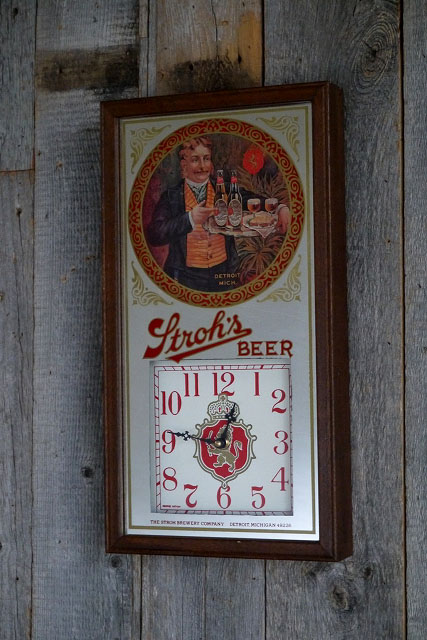 DETROIT
MICH.
Stroh's
BEER
11 12 1
10 2
9 3
8 4
7 6 5
THE STROH BREWERY COMPANY DETROIT, MICHIGAN 48226